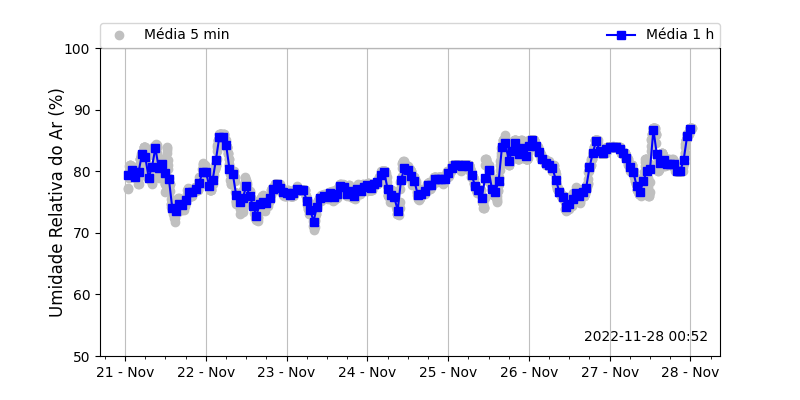 Média 5 min
Média 1 h
Umidade Relativa do Ar (%)
100
90
80
70
60
50
2022-11-28 00:52
21 - Nov
22 - Nov
23 - Nov
24 - Nov
25 - Nov
26 - Nov
27 - Nov
28 - Nov